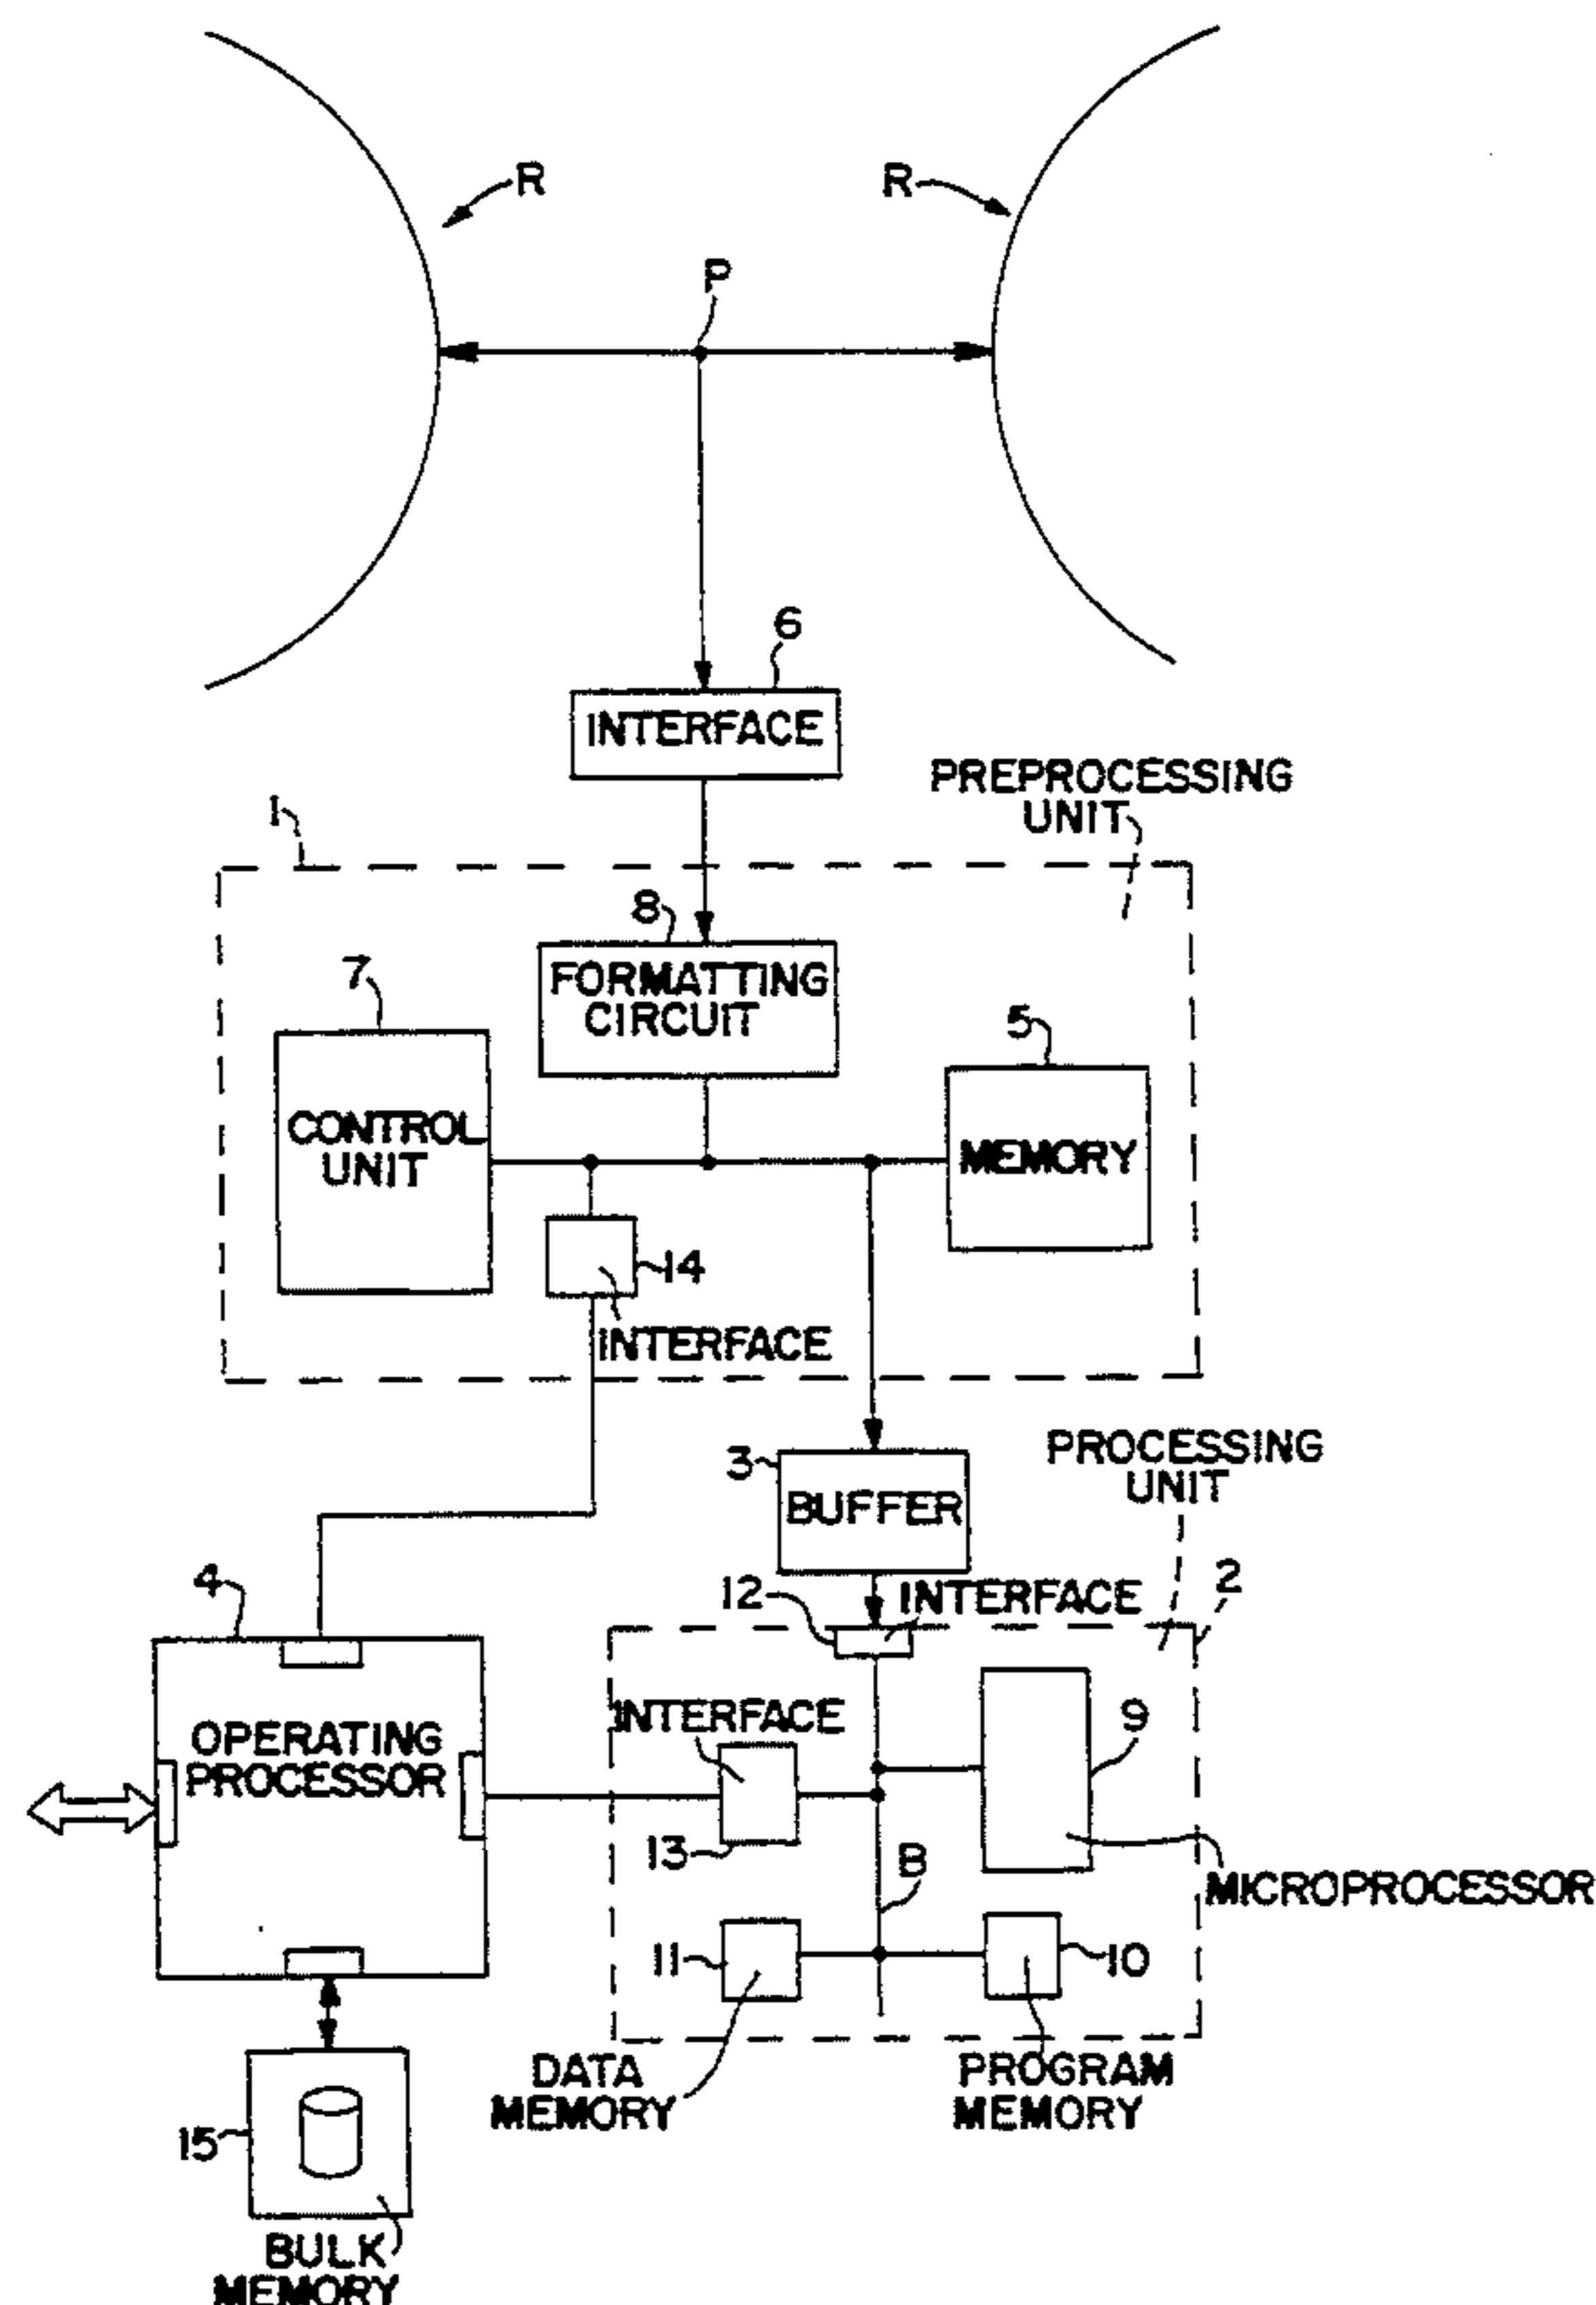 R
R
P
6
INTERFACE
PREPROCESSING
UNIT
1
8
FORMATTING
CIRCUIT
7
5
CONTROL
UNIT
MEMORY
14
INTERFACE
3
BUFFER
PROCESSING
UNIT
4
12
INTERFACE
2
OPERATING
PROCESSOR
INTERFACE
9
13
B
MICROPROCESSOR
11
10
DATA
MEMORY
PROGRAM
MEMORY
15
BULK
MEMORY